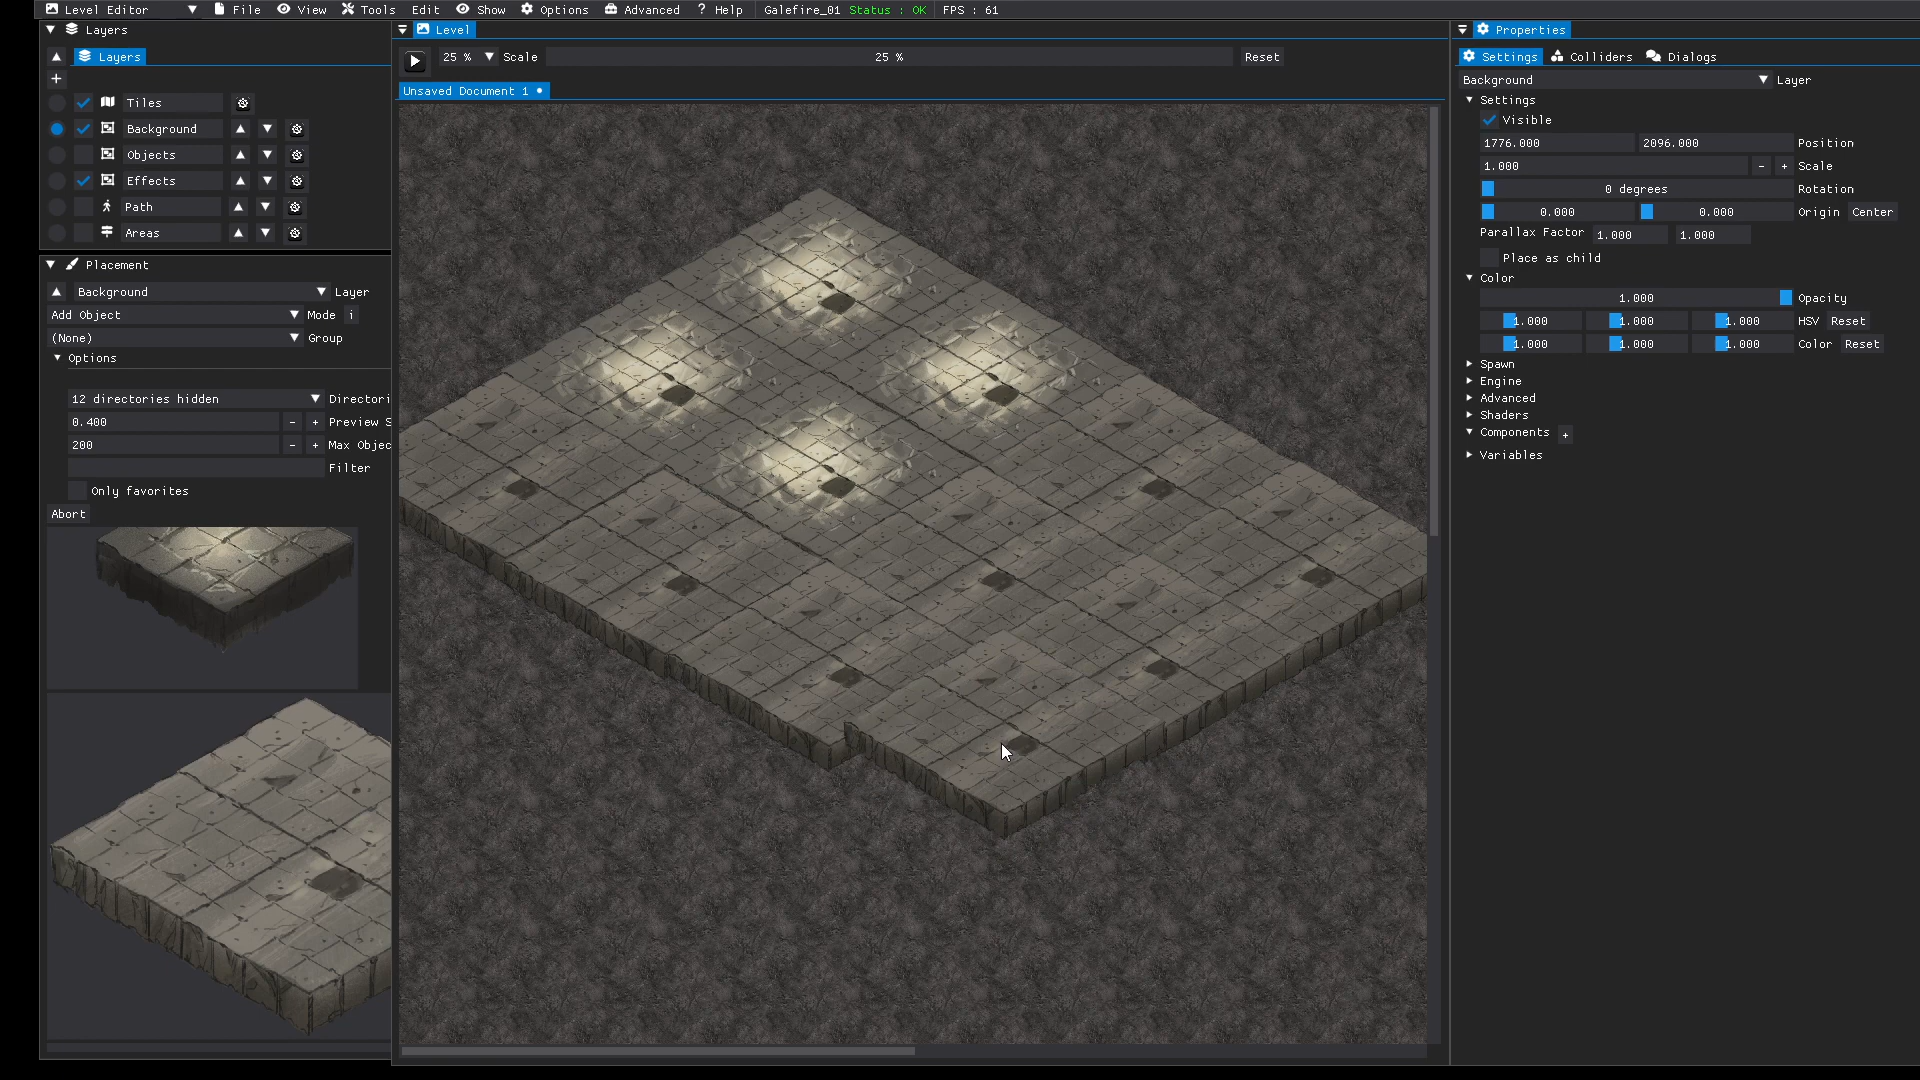 Level Editor File View Tools Edit Show Options Advanced Help Galefire_01 Status : OK FPS : 61
Layers
Layers
+
Tiles
Background
Objects
Effects
Path
Areas
Placement
Background Layer
Add Object Mode i
(None) Group
Options
12 directories hidden Directori
0.400 - + Preview S
200 - + Max Objec
Filter
Only favorites
Abort
Level
25 % Scale 25 % Reset
Unsaved Document 1
Properties
Settings Colliders Dialogs
Background Layer
Settings
Visible
1776.000 2096.000 Position
1.000 - + Scale
0 degrees Rotation
0.000 0.000 Origin Center
Parallax Factor 1.000 1.000
Place as child
Color
1.000 Opacity
1.000 1.000 1.000 HSV Reset
1.000 1.000 1.000 Color Reset
Spawn
Engine
Advanced
Shaders
Components +
Variables